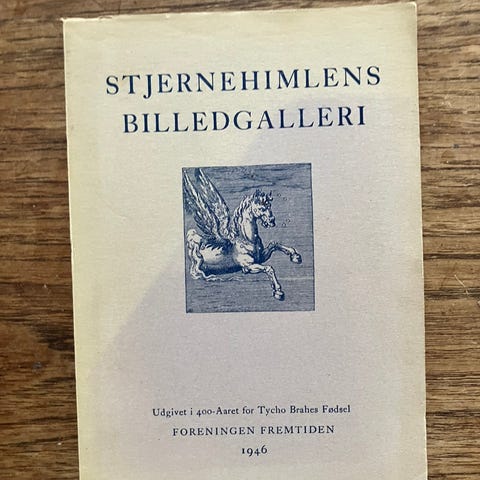 STJERNEHIMLENS
BILLEDGALLERI
Udgivet i 400-Aaret for Tycho Brahes Fødsel
FORENINGEN FREMTIDEN
1946